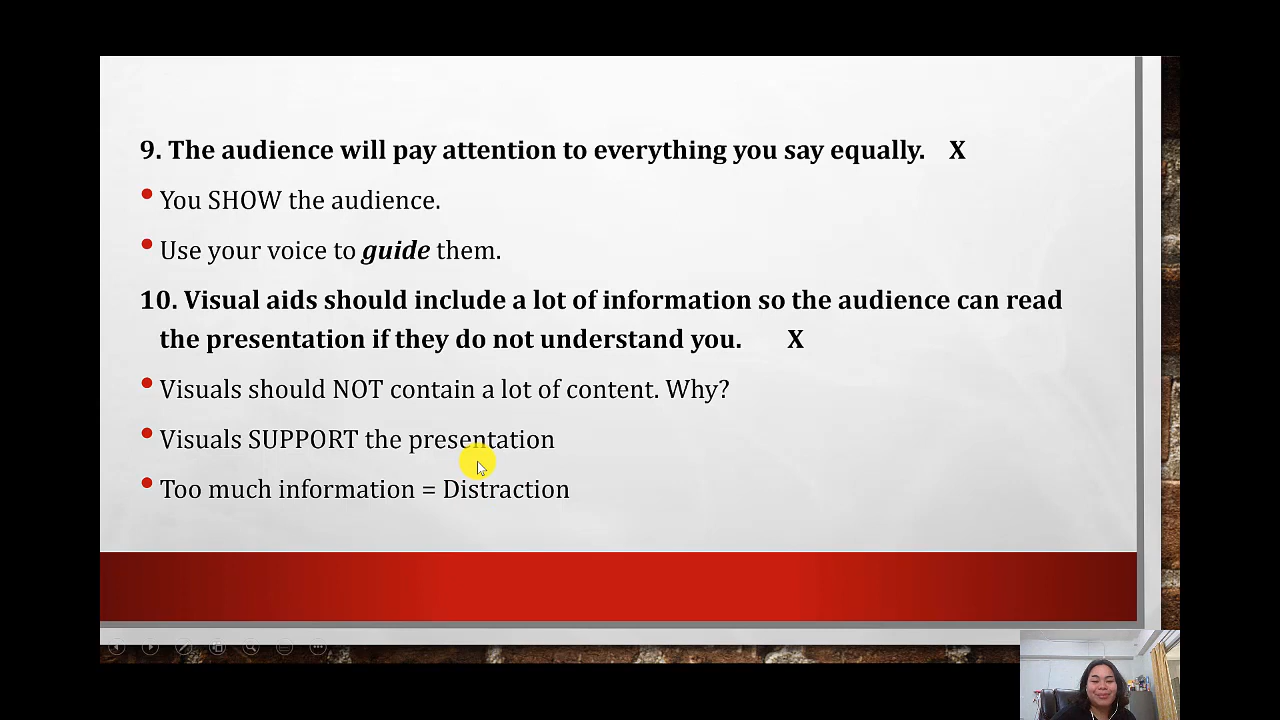 9. The audience will pay attention to everything you say equally. X
• You SHOW the audience.
• Use your voice to guide them.
10. Visual aids should include a lot of information so the audience can read
the presentation if they do not understand you. X
• Visuals should NOT contain a lot of content. Why?
• Visuals SUPPORT the presentation
• Too much information = Distraction